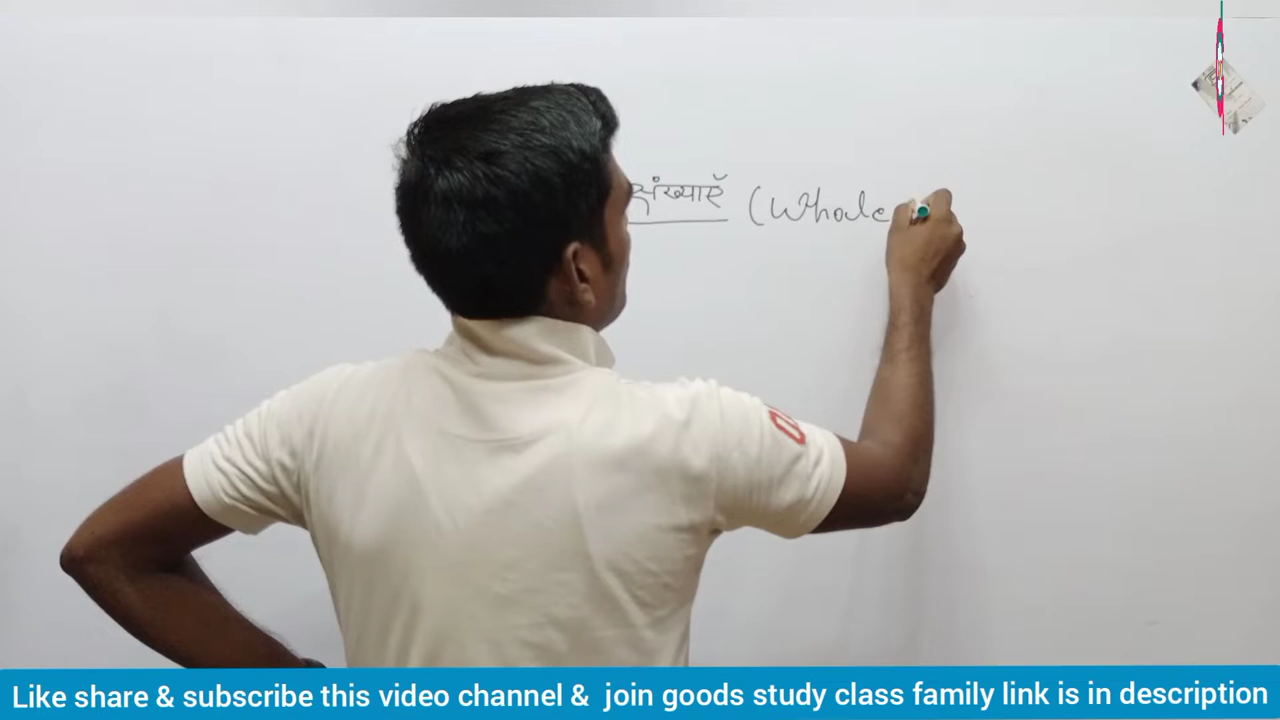 संख्याएँ (Whole
Like share & subscribe this video channel & join goods study class family link is in description